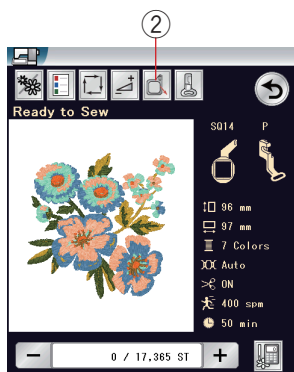 ②
Ready to Sew
SQ14 P
96 mm
97 mm
7 Colors
Auto
ON
400 spm
50 min
− 0 / 17,365 ST +